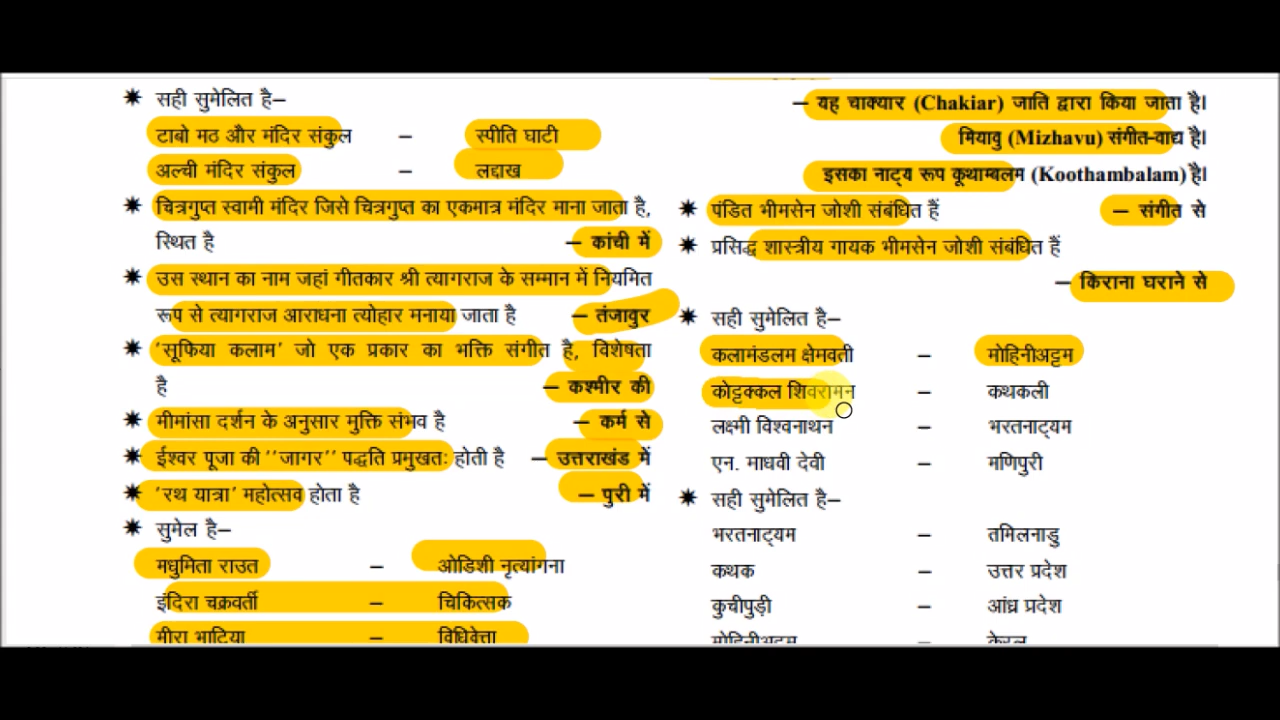 ✷ सही सुमेलित है–
टाबो मठ और मंदिर संकुल – स्पीति घाटी
अल्ची मंदिर संकुल – लद्दाख
✷ चित्रगुप्त स्वामी मंदिर जिसे चित्रगुप्त का एकमात्र मंदिर माना जाता है,
स्थित है – कांची में
✷ उस स्थान का नाम जहां गीतकार श्री त्यागराज के सम्मान में नियमित
रूप से त्यागराज आराधना त्योहार मनाया जाता है – तंजावुर
✷ 'सूफिया कलाम' जो एक प्रकार का भक्ति संगीत है, विशेषता
है – कश्मीर की
✷ मीमांसा दर्शन के अनुसार मुक्ति संभव है – कर्म से
✷ ईश्वर पूजा की ''जागर'' पद्धति प्रमुखतः होती है – उत्तराखंड में
✷ 'रथ यात्रा' महोत्सव होता है – पुरी में
✷ सुमेल है–
मधुमिता राउत – ओडिशी नृत्यांगना
इंदिरा चक्रवर्ती – चिकित्सक
मीरा भाटिया – विधिवेत्ता
– यह चाक्यार (Chakiar) जाति द्वारा किया जाता है।
मियावु (Mizhavu) संगीत-वाद्य है।
इसका नाट्य रूप कूथाम्बलम (Koothambalam) है।
✷ पंडित भीमसेन जोशी संबंधित हैं – संगीत से
✷ प्रसिद्ध शास्त्रीय गायक भीमसेन जोशी संबंधित हैं
– किराना घराने से
✷ सही सुमेलित है–
कलामंडलम क्षेमवती – मोहिनीअट्टम
कोट्टक्कल शिवरामन – कथकली
लक्ष्मी विश्वनाथन – भरतनाट्यम
एन. माधवी देवी – मणिपुरी
✷ सही सुमेलित है–
भरतनाट्यम – तमिलनाडु
कथक – उत्तर प्रदेश
कुचीपुड़ी – आंध्र प्रदेश
मोहिनीअट्टम – केरल